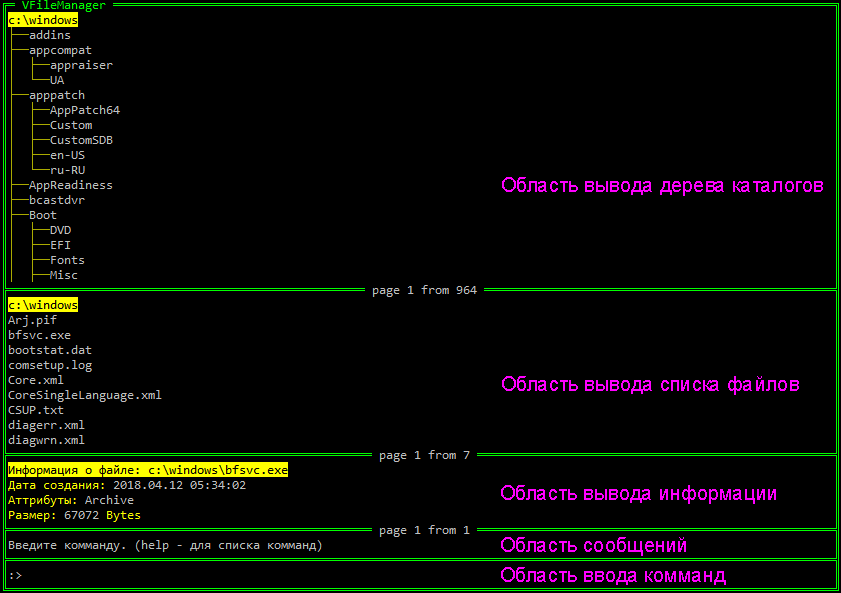 VFileManager
c:\windows
addins
appcompat
appraiser
UA
apppatch
AppPatch64
Custom
CustomSDB
en-US
ru-RU
AppReadiness
bcastdvr
Boot
DVD
EFI
Fonts
Misc
Область вывода дерева каталогов
page 1 from 964
c:\windows
Arj.pif
bfsvc.exe
bootstat.dat
comsetup.log
Core.xml
CoreSingleLanguage.xml
CSUP.txt
diagerr.xml
diagwrn.xml
Область вывода списка файлов
page 1 from 7
Информация о файле: c:\windows\bfsvc.exe
Дата создания: 2018.04.12 05:34:02
Аттрибуты: Archive
Размер: 67072 Bytes
Область вывода информации
page 1 from 1
Введите комманду. (help - для списка комманд)
Область сообщений
:>
Область ввода комманд